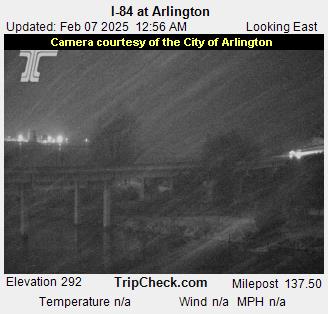 I-84 at Arlington
Updated: Feb 07 2025 12:56 AM Looking East
Camera courtesy of the City of Arlington
Elevation 292 TripCheck.com Milepost 137.50
Temperature n/a Wind n/a MPH n/a